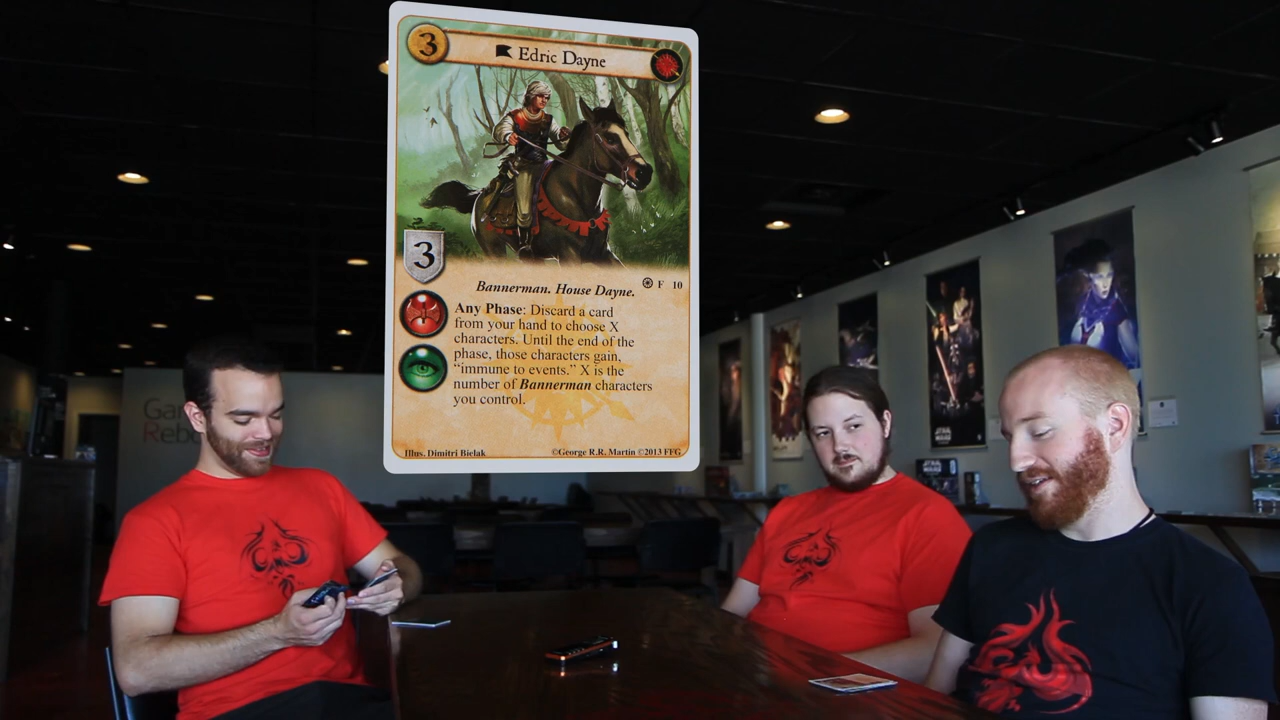 3
Edric Dayne
3
Bannerman. House Dayne.
F 10
Any Phase: Discard a card
from your hand to choose X
characters. Until the end of the
phase, those characters gain,
“immune to events.” X is the
number of Bannerman characters
you control.
Illus. Dimitri Bielak
©George R.R. Martin ©2013 FFG
STAR
WARS